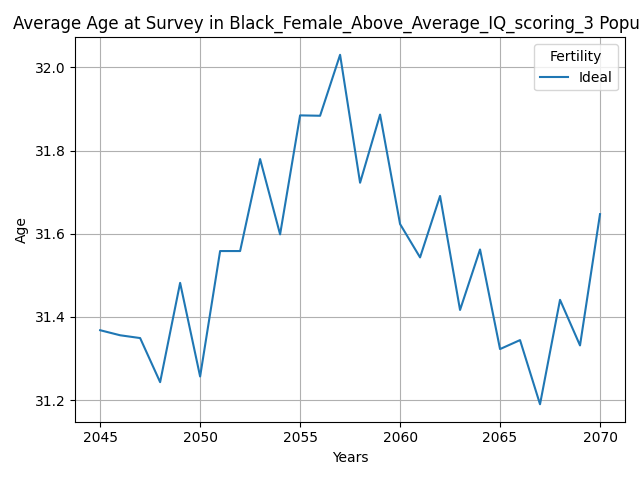 Average Age at Survey in Black_Female_Above_Average_IQ_scoring_3 Popu
Fertility
Ideal
32.0
31.8
31.6
31.4
31.2
Age
2045 2050 2055 2060 2065 2070
Years